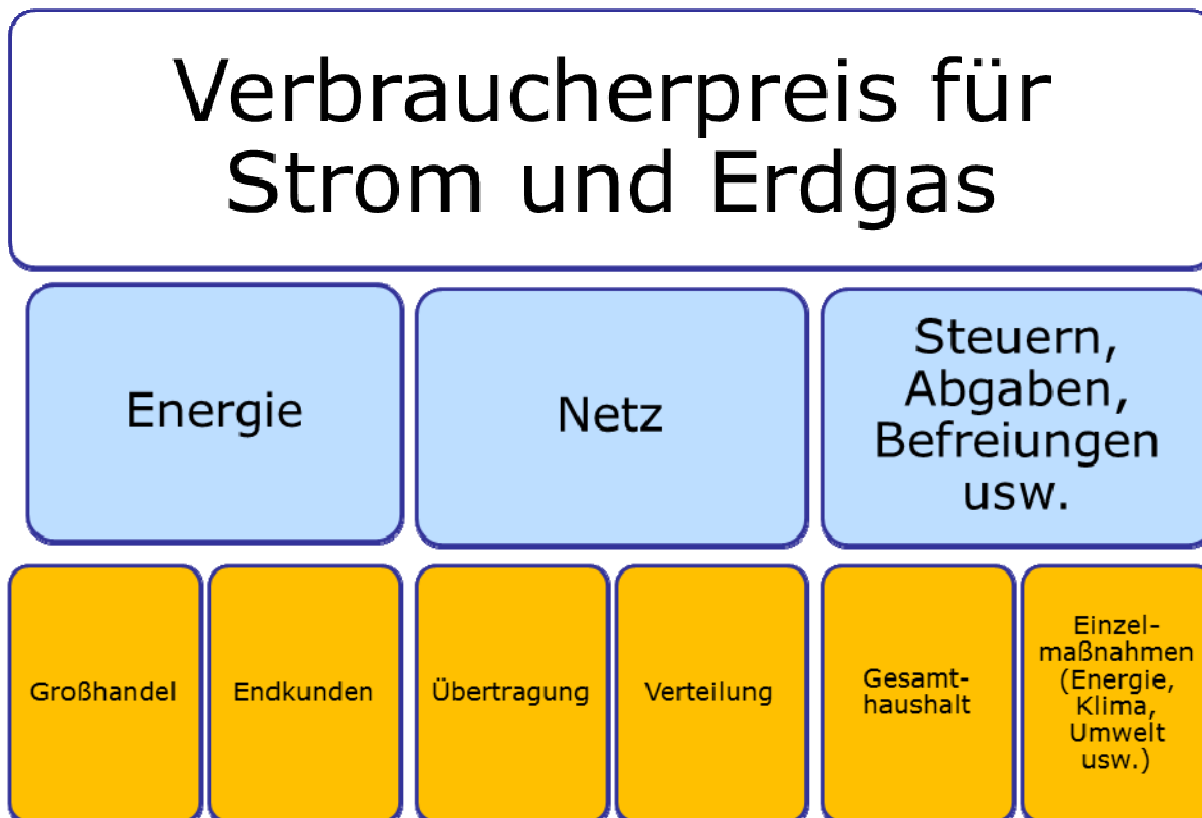 Verbraucherpreis für
Strom und Erdgas
Energie
Netz
Steuern,
Abgaben,
Befreiungen
usw.
Großhandel
Endkunden
Übertragung
Verteilung
Gesamt-
haushalt
Einzel-
maßnahmen
(Energie,
Klima,
Umwelt
usw.)